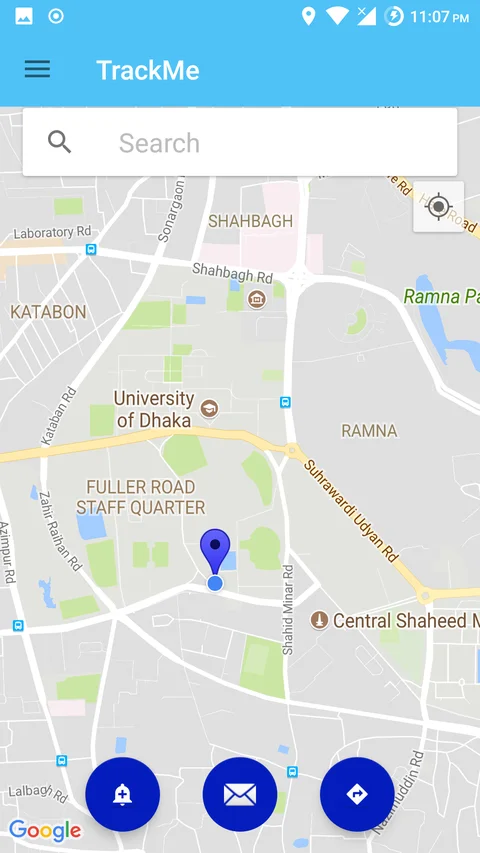 11:07 PM
TrackMe
Search
Road
SHAHBAGH
Sonargaon
Laboratory Rd
Shahbagh Rd
KATABON
Ramna Pa
University
of Dhaka
Kataban Rd
RAMNA
FULLER ROAD
STAFF QUARTER
Suhrawardi Udyan Rd
Zahir Raihan Rd
Azimpur Rd
Shahid Minar Rd
Central Shaheed M
Nazimuddin Rd
Lalbagh Rd
Google